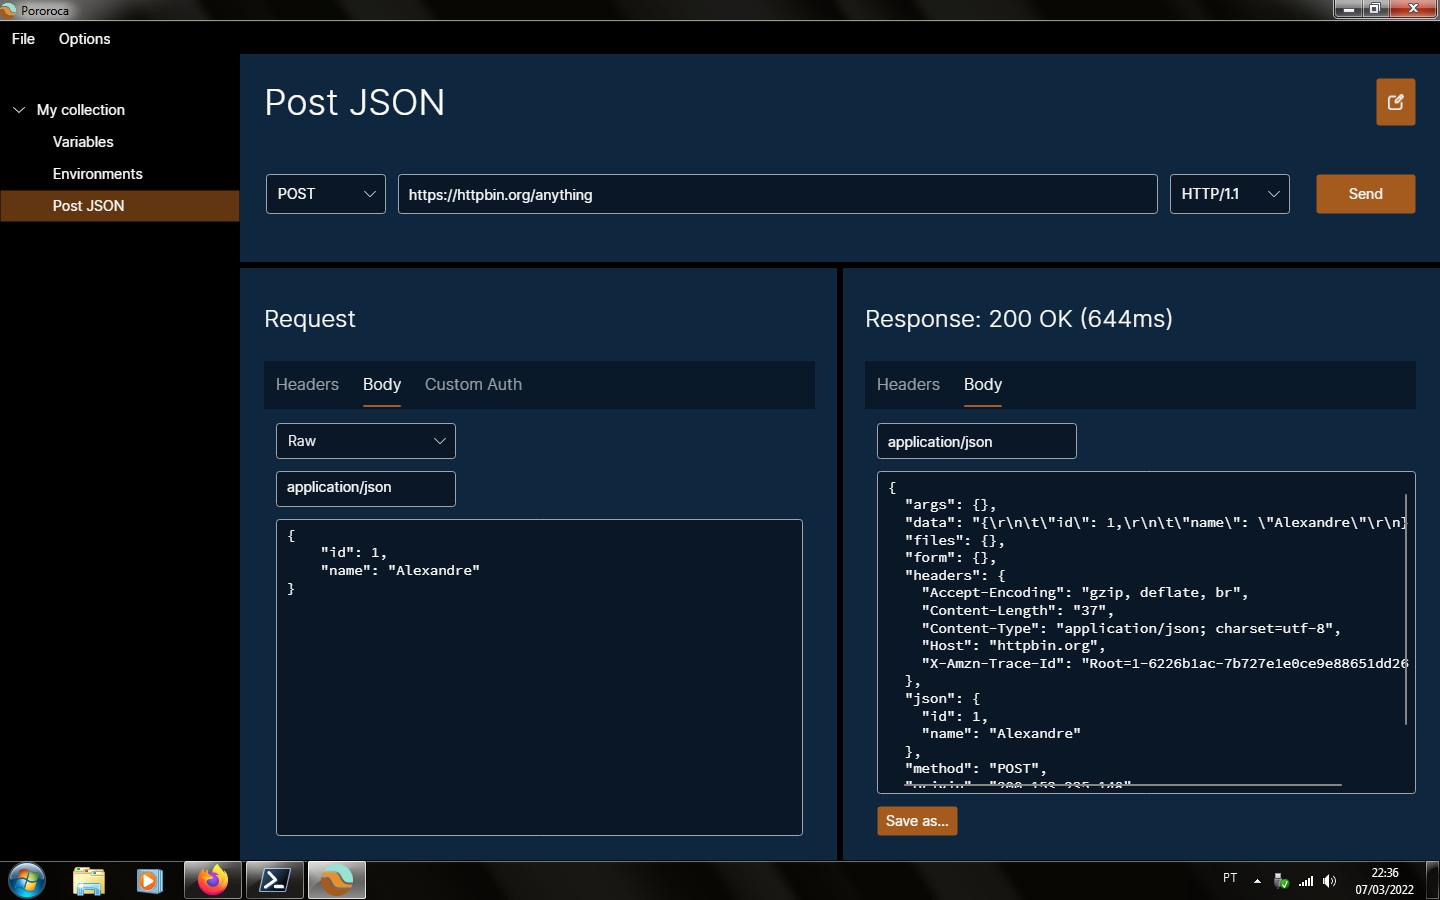 Pororoca
File
Options
My collection
Variables
Environments
Post JSON
Post JSON
POST
https://httpbin.org/anything
HTTP/1.1
Send
Request
Headers
Body
Custom Auth
Raw
application/json
{
"id": 1,
"name": "Alexandre"
}
Response: 200 OK (644ms)
Headers
Body
application/json
{
"args": {},
"data": "{\r\n\t\"id\": 1,\r\n\t\"name\": \"Alexandre\"\r\n}
"files": {},
"form": {},
"headers": {
"Accept-Encoding": "gzip, deflate, br",
"Content-Length": "37",
"Content-Type": "application/json; charset=utf-8",
"Host": "httpbin.org",
"X-Amzn-Trace-Id": "Root=1-6226b1ac-7b727e1e0ce9e88651dd26
},
"json": {
"id": 1,
"name": "Alexandre"
},
"method": "POST",
Save as...
PT
22:36
07/03/2022